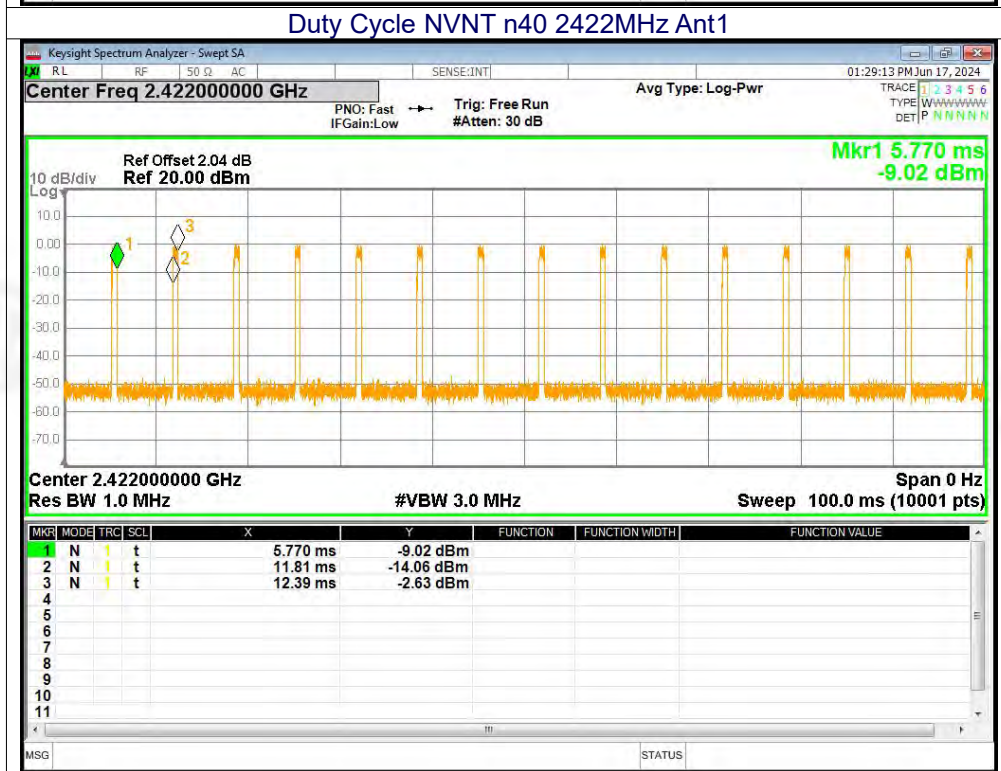 Duty Cycle NVNT n40 2422MHz Ant1
Keysight Spectrum Analyzer - Swept SA
LXI RL RF 50 Ω AC SENSE:INT 01:29:13 PM Jun 17, 2024
Center Freq 2.422000000 GHz Avg Type: Log-Pwr TRACE 1 2 3 4 5 6
PNO: Fast Trig: Free Run TYPE WWWWWW
IFGain:Low #Atten: 30 dB DET P N N N N N
Mkr1 5.770 ms
Ref Offset 2.04 dB
10 dB/div Ref 20.00 dBm -9.02 dBm
Log
10.0
0.00
-10.0
-20.0
-30.0
-40.0
-50.0
-60.0
-70.0
1
3
2
Center 2.422000000 GHz Span 0 Hz
Res BW 1.0 MHz #VBW 3.0 MHz Sweep 100.0 ms (10001 pts)
MKR MODE TRC SCL X Y FUNCTION FUNCTION WIDTH FUNCTION VALUE
1 N 1 t 5.770 ms -9.02 dBm
2 N 1 t 11.81 ms -14.06 dBm
3 N 1 t 12.39 ms -2.63 dBm
4
5
6
7
8
9
10
11
MSG STATUS